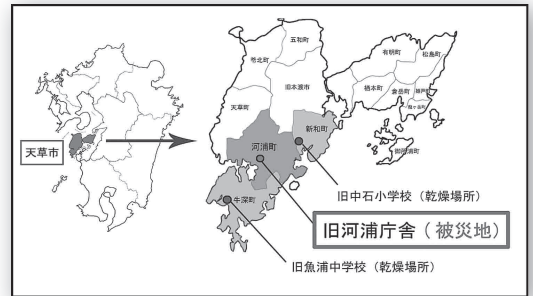 天草市
五和町
苓北町
旧本渡市
天草町
新和町
河浦町
牛深町
有明町
松島町
栖本町
倉岳町
姫戸町
龍ヶ岳町
御所浦町
旧中石小学校（乾燥場所）
旧河浦庁舎（被災地）
旧魚浦中学校（乾燥場所）